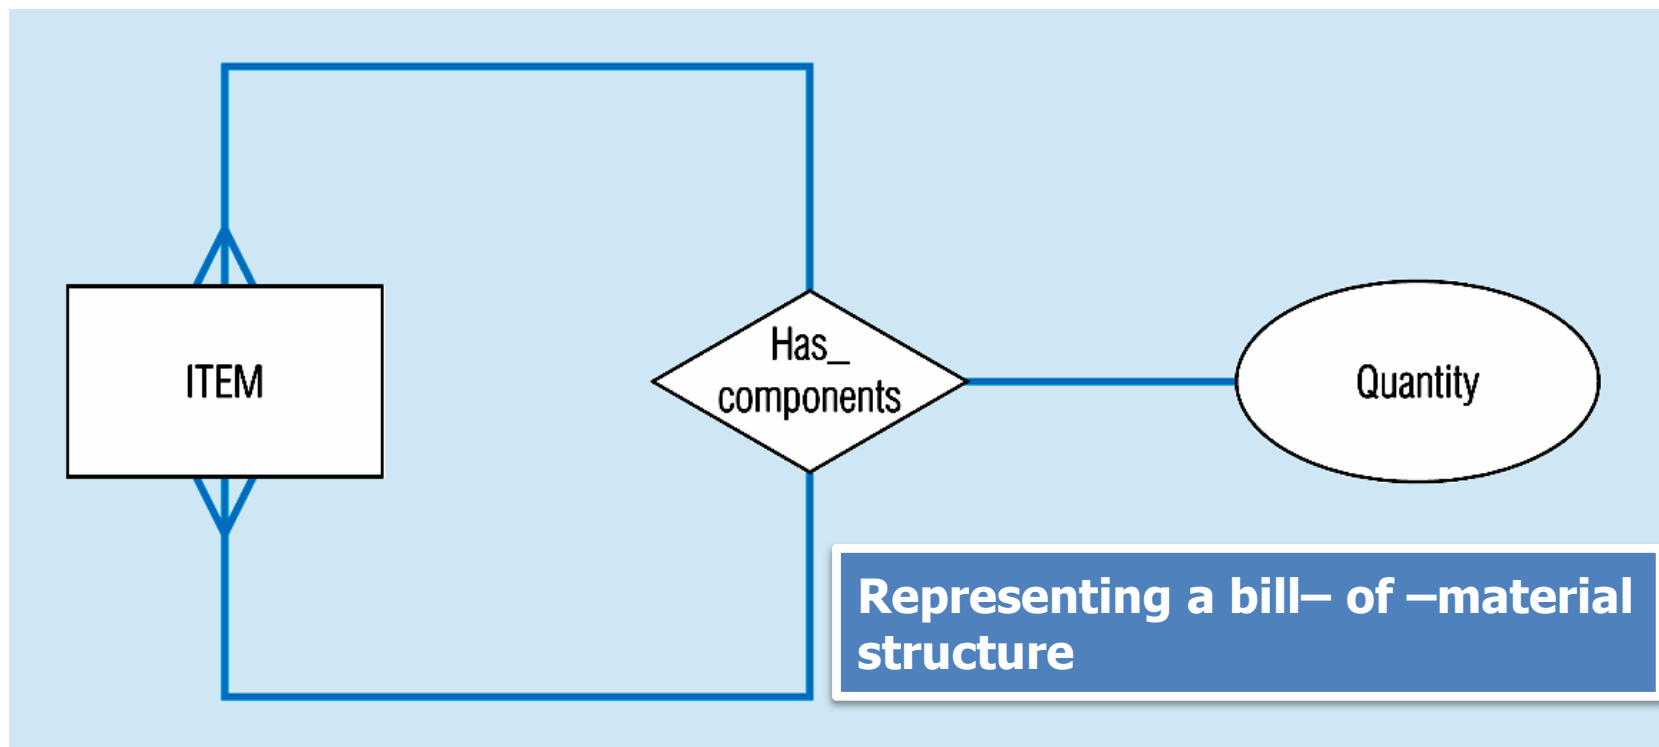 ITEM
Has_
components
Quantity
Representing a bill– of –material
structure